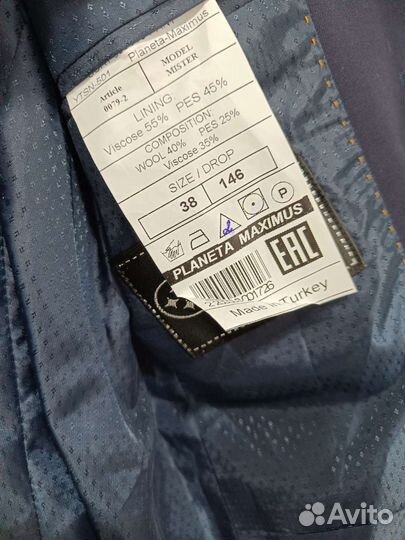 YTSN-501 Planeta-Maximus
Article
0079-2
MODEL
MISTER
LINING
Viscose 55% PES 45%
COMPOSITION:
WOOL 40% PES 25%
Viscose 35%
SIZE / DROP
38 146
P
PLANETA MAXIMUS
EAC
Made in Turkey
Avito